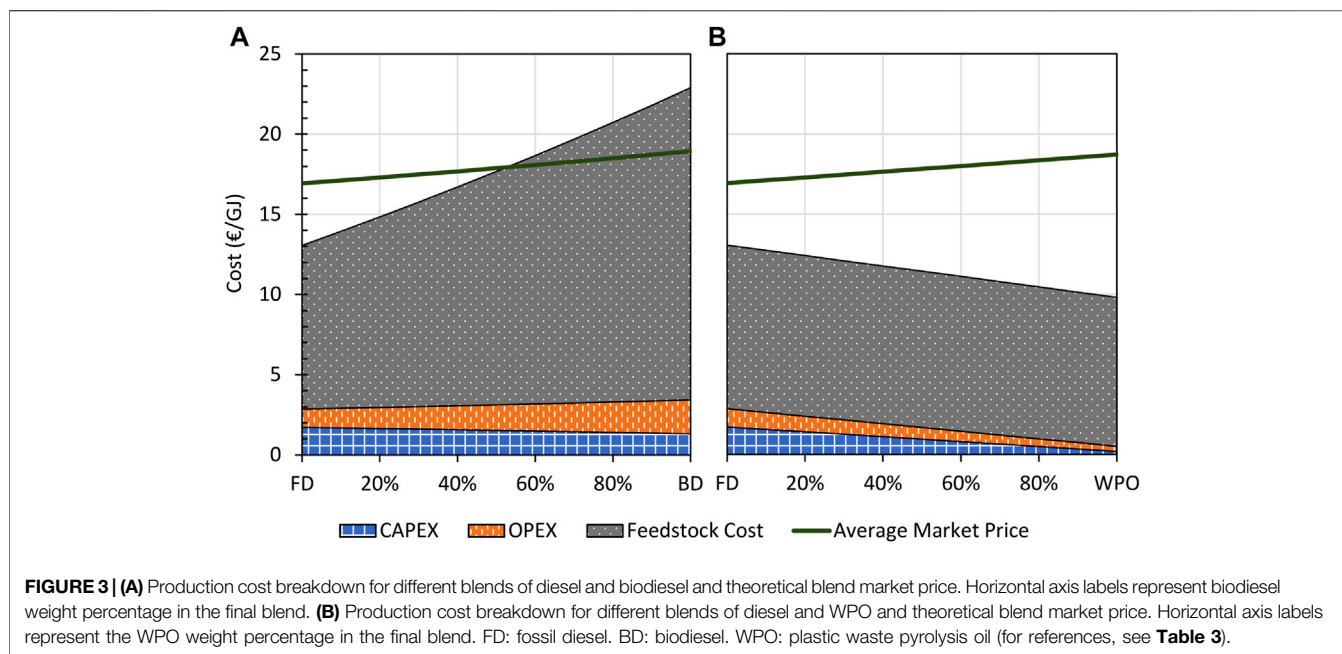 A
B
25
20
15
10
5
0
Cost (€/GJ)
FD 20% 40% 60% 80% BD
FD 20% 40% 60% 80% WPO
CAPEX OPEX Feedstock Cost Average Market Price
FIGURE 3 | (A) Production cost breakdown for different blends of diesel and biodiesel and theoretical blend market price. Horizontal axis labels represent biodiesel
weight percentage in the final blend. (B) Production cost breakdown for different blends of diesel and WPO and theoretical blend market price. Horizontal axis labels
represent the WPO weight percentage in the final blend. FD: fossil diesel. BD: biodiesel. WPO: plastic waste pyrolysis oil (for references, see Table 3).